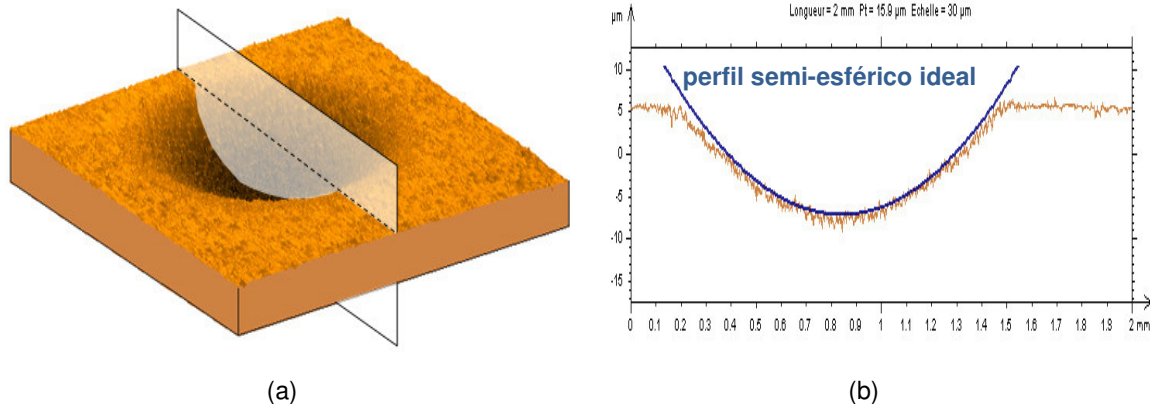 Longueur = 2 mm Pt = 15.9 µm Echelle = 30 µm
µm
perfil semi-esférico ideal
10
5
0
-5
-10
-15
0 0.1 0.2 0.3 0.4 0.5 0.6 0.7 0.8 0.9 1 1.1 1.2 1.3 1.4 1.5 1.6 1.7 1.8 1.9 2 mm
(a) (b)